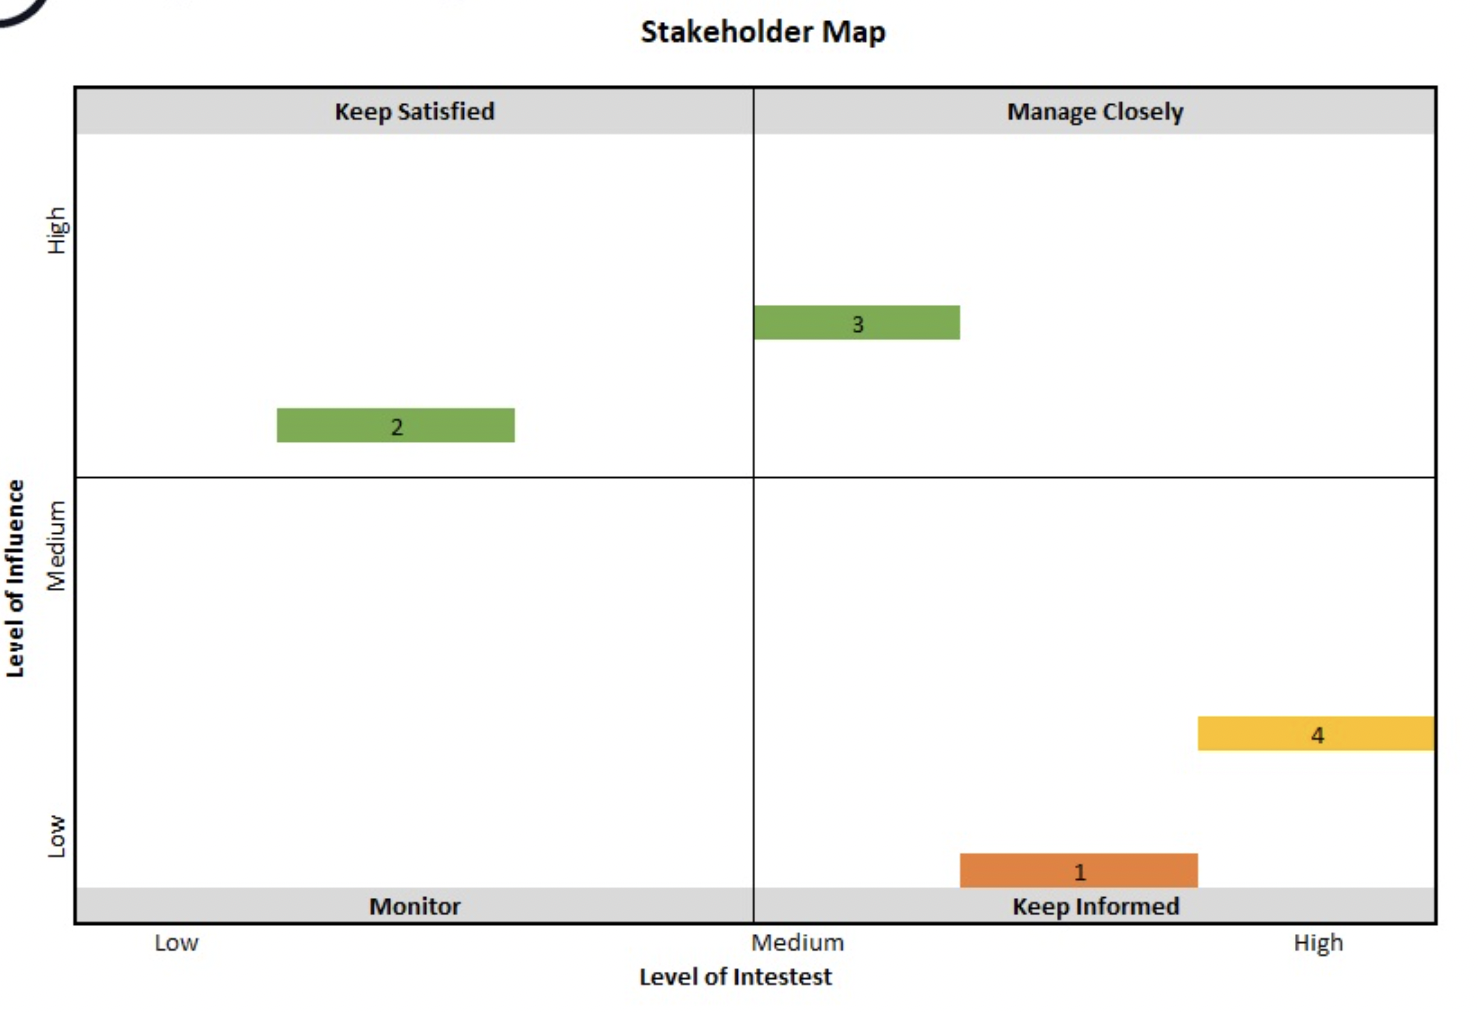 Stakeholder Map
Keep Satisfied
Manage Closely
High
3
2
Medium
Level of Influence
4
Low
1
Monitor
Keep Informed
Low
Medium
High
Level of Intestest